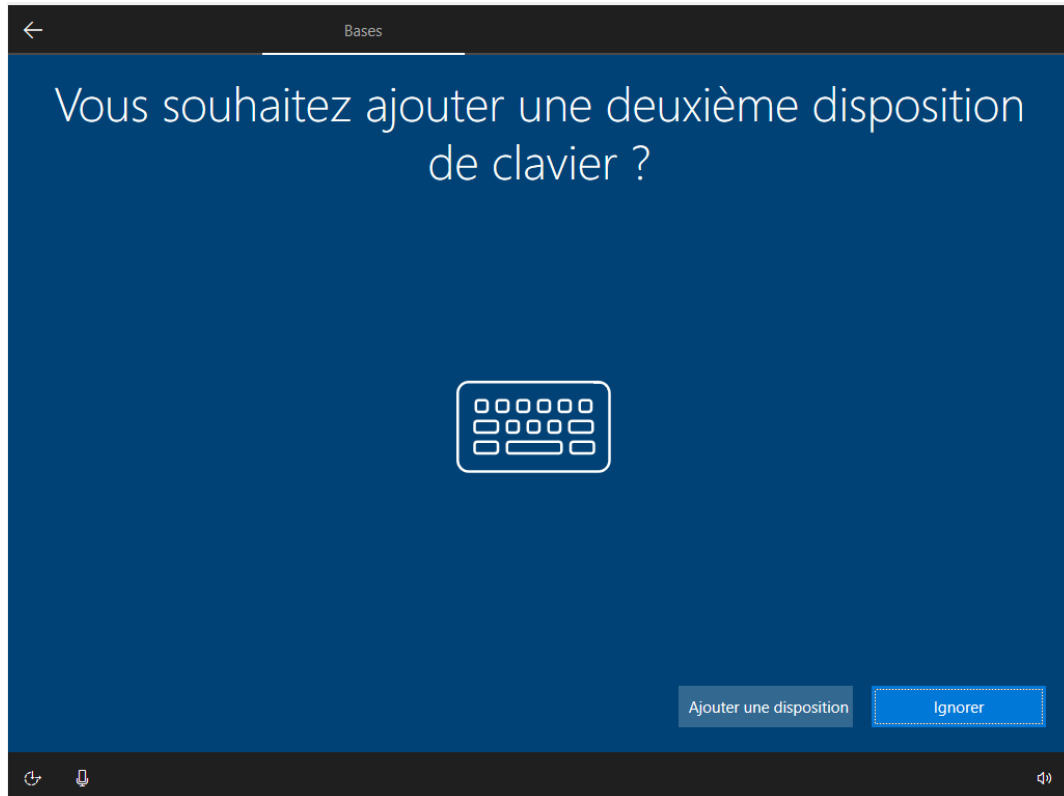 Bases
Vous souhaitez ajouter une deuxième disposition
de clavier ?
Ajouter une disposition
Ignorer